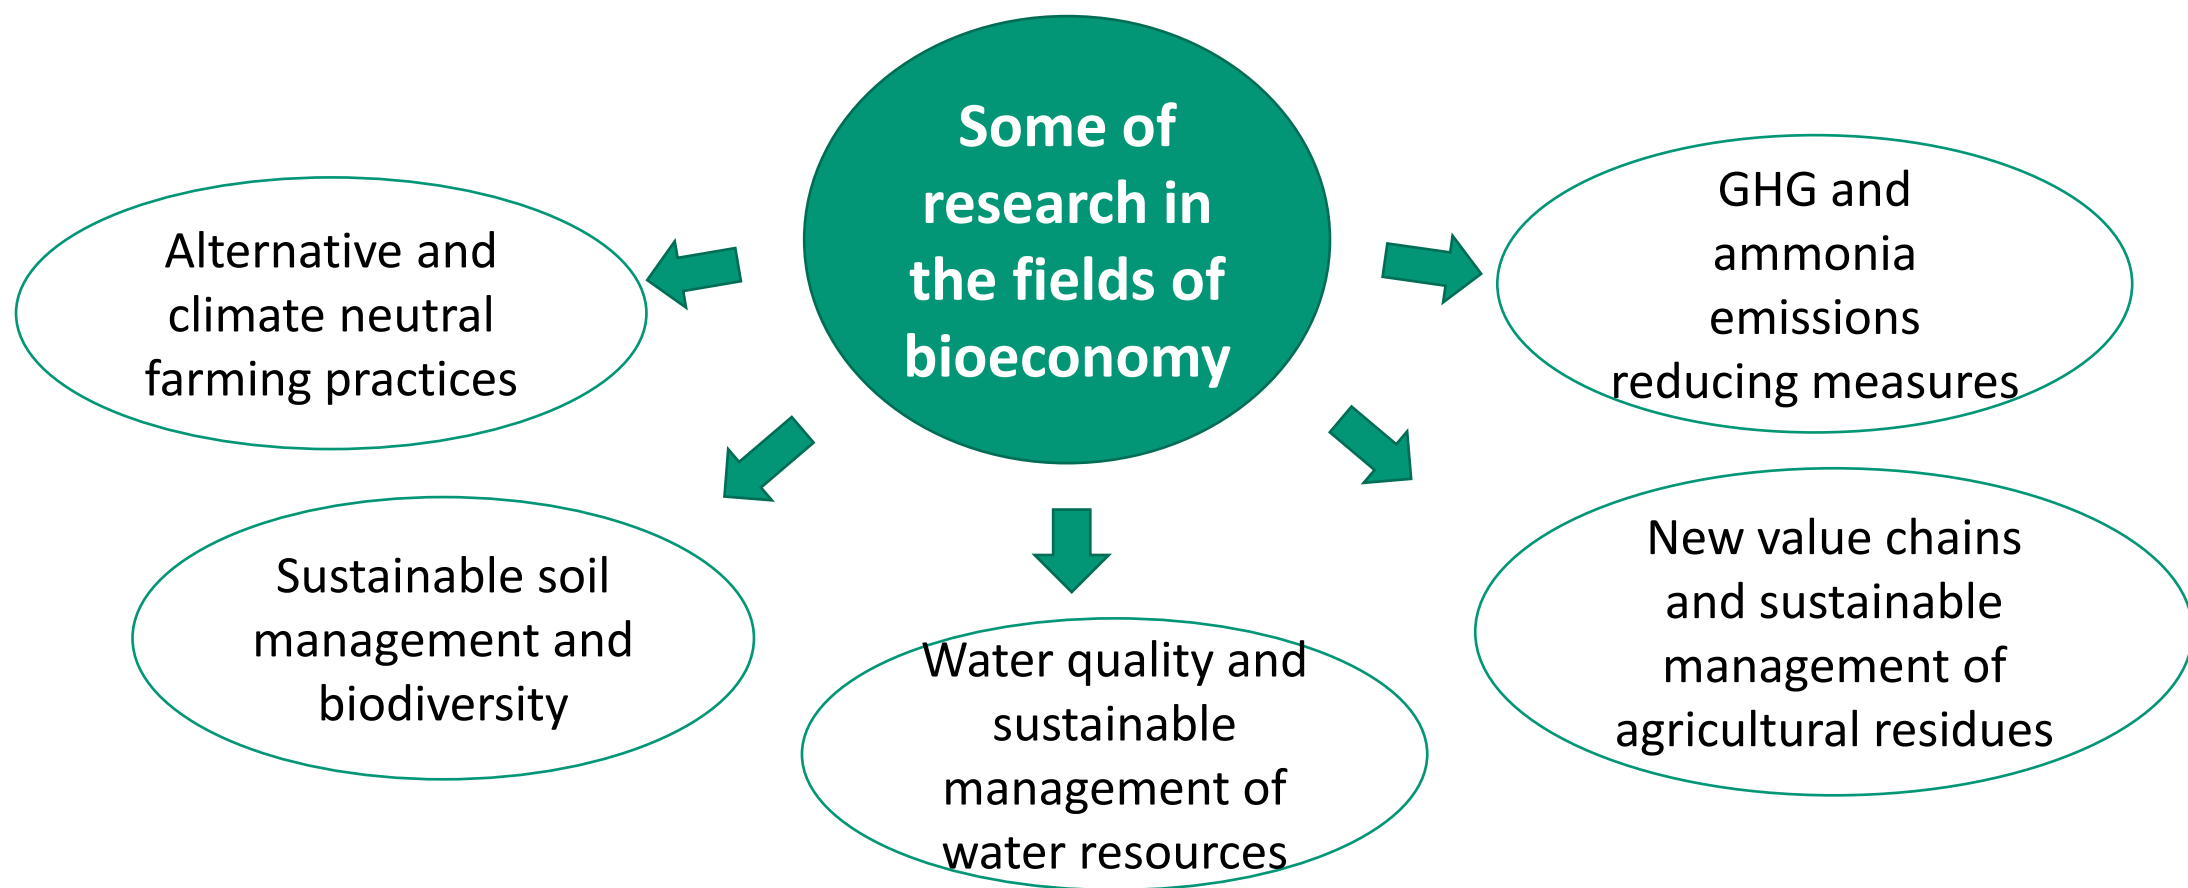 Some of
research in
the fields of
bioeconomy
Alternative and
climate neutral
farming practices
GHG and
ammonia
emissions
reducing measures
Sustainable soil
management and
biodiversity
Water quality and
sustainable
management of
water resources
New value chains
and sustainable
management of
agricultural residues